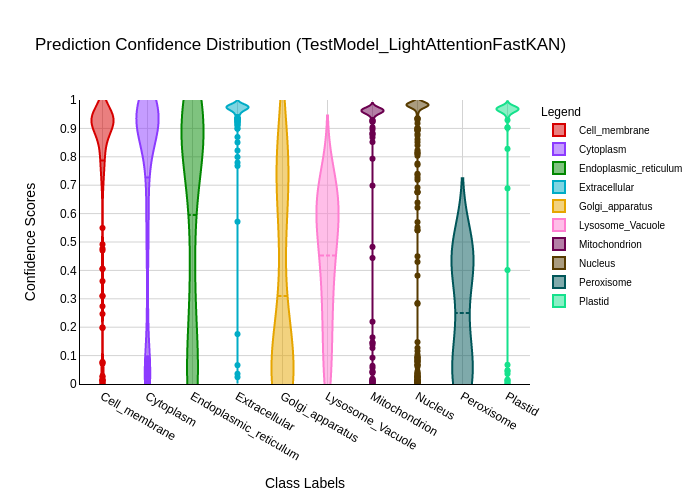 Prediction Confidence Distribution (TestModel_LightAttentionFastKAN)
Confidence Scores
1
0.9
0.8
0.7
0.6
0.5
0.4
0.3
0.2
0.1
0
Cell_membrane
Cytoplasm
Endoplasmic_reticulum
Extracellular
Golgi_apparatus
Lysosome_Vacuole
Mitochondrion
Nucleus
Peroxisome
Plastid
Class Labels
Legend
Cell_membrane
Cytoplasm
Endoplasmic_reticulum
Extracellular
Golgi_apparatus
Lysosome_Vacuole
Mitochondrion
Nucleus
Peroxisome
Plastid